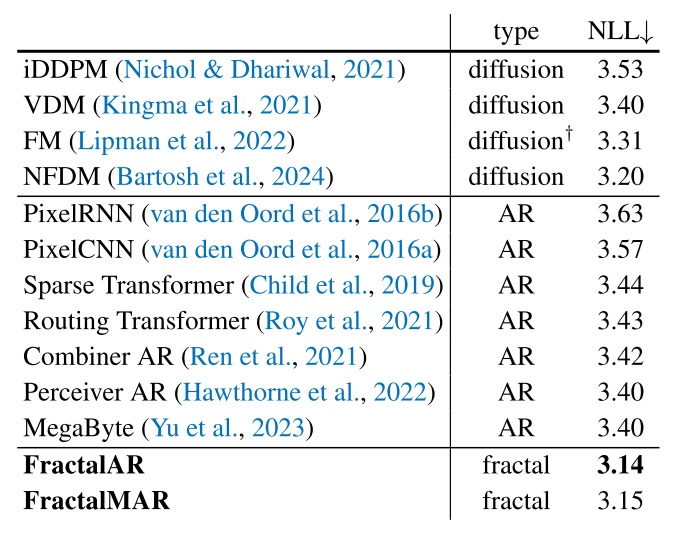 type NLL↓
iDDPM (Nichol & Dhariwal, 2021) diffusion 3.53
VDM (Kingma et al., 2021) diffusion 3.40
FM (Lipman et al., 2022) diffusion† 3.31
NFDM (Bartosh et al., 2024) diffusion 3.20
PixelRNN (van den Oord et al., 2016b) AR 3.63
PixelCNN (van den Oord et al., 2016a) AR 3.57
Sparse Transformer (Child et al., 2019) AR 3.44
Routing Transformer (Roy et al., 2021) AR 3.43
Combiner AR (Ren et al., 2021) AR 3.42
Perceiver AR (Hawthorne et al., 2022) AR 3.40
MegaByte (Yu et al., 2023) AR 3.40
FractalAR fractal 3.14
FractalMAR fractal 3.15